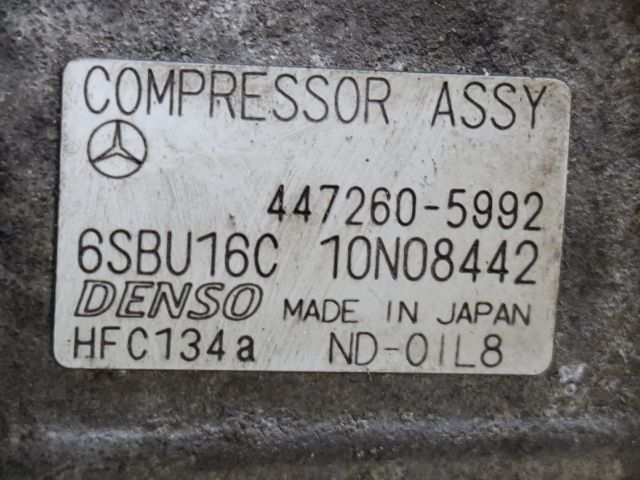 COMPRESSOR ASSY
447260-5992
6SBU16C 10N08442
DENSO MADE IN JAPAN
HFC134a ND-OIL8